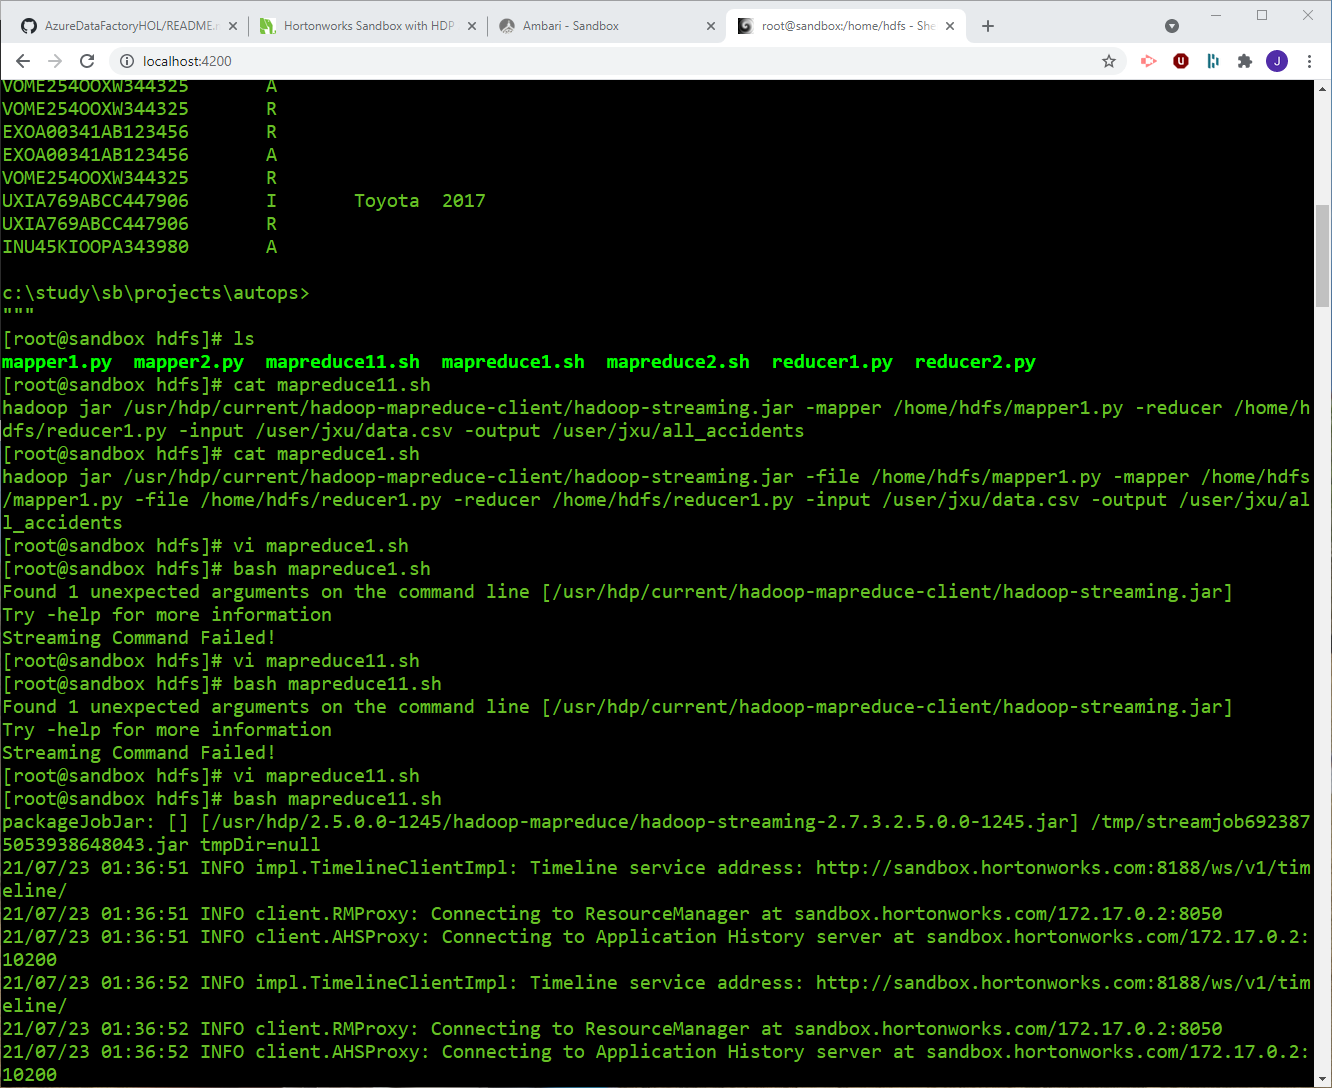 AzureDataFactoryHOL/README.m
Hortonworks Sandbox with HDP
Ambari - Sandbox
root@sandbox:/home/hdfs - She
localhost:4200
J
VOME254OOXW344325 A
VOME254OOXW344325 R
EXOA00341AB123456 R
EXOA00341AB123456 A
VOME254OOXW344325 R
UXIA769ABCC447906 I Toyota 2017
UXIA769ABCC447906 R
INU45KIOOPA343980 A
c:\study\sb\projects\autops>
"""
[root@sandbox hdfs]# ls
mapper1.py mapper2.py mapreduce11.sh mapreduce1.sh mapreduce2.sh reducer1.py reducer2.py
[root@sandbox hdfs]# cat mapreduce11.sh
hadoop jar /usr/hdp/current/hadoop-mapreduce-client/hadoop-streaming.jar -mapper /home/hdfs/mapper1.py -reducer /home/h
dfs/reducer1.py -input /user/jxu/data.csv -output /user/jxu/all_accidents
[root@sandbox hdfs]# cat mapreduce1.sh
hadoop jar /usr/hdp/current/hadoop-mapreduce-client/hadoop-streaming.jar -file /home/hdfs/mapper1.py -mapper /home/hdfs
/mapper1.py -file /home/hdfs/reducer1.py -reducer /home/hdfs/reducer1.py -input /user/jxu/data.csv -output /user/jxu/al
l_accidents
[root@sandbox hdfs]# vi mapreduce1.sh
[root@sandbox hdfs]# bash mapreduce1.sh
Found 1 unexpected arguments on the command line [/usr/hdp/current/hadoop-mapreduce-client/hadoop-streaming.jar]
Try -help for more information
Streaming Command Failed!
[root@sandbox hdfs]# vi mapreduce11.sh
[root@sandbox hdfs]# bash mapreduce11.sh
Found 1 unexpected arguments on the command line [/usr/hdp/current/hadoop-mapreduce-client/hadoop-streaming.jar]
Try -help for more information
Streaming Command Failed!
[root@sandbox hdfs]# vi mapreduce11.sh
[root@sandbox hdfs]# bash mapreduce11.sh
packageJobJar: [] [/usr/hdp/2.5.0.0-1245/hadoop-mapreduce/hadoop-streaming-2.7.3.2.5.0.0-1245.jar] /tmp/streamjob692387
5053938648043.jar tmpDir=null
21/07/23 01:36:51 INFO impl.TimelineClientImpl: Timeline service address: http://sandbox.hortonworks.com:8188/ws/v1/tim
eline/
21/07/23 01:36:51 INFO client.RMProxy: Connecting to ResourceManager at sandbox.hortonworks.com/172.17.0.2:8050
21/07/23 01:36:51 INFO client.AHSProxy: Connecting to Application History server at sandbox.hortonworks.com/172.17.0.2:
10200
21/07/23 01:36:52 INFO impl.TimelineClientImpl: Timeline service address: http://sandbox.hortonworks.com:8188/ws/v1/tim
eline/
21/07/23 01:36:52 INFO client.RMProxy: Connecting to ResourceManager at sandbox.hortonworks.com/172.17.0.2:8050
21/07/23 01:36:52 INFO client.AHSProxy: Connecting to Application History server at sandbox.hortonworks.com/172.17.0.2:
10200